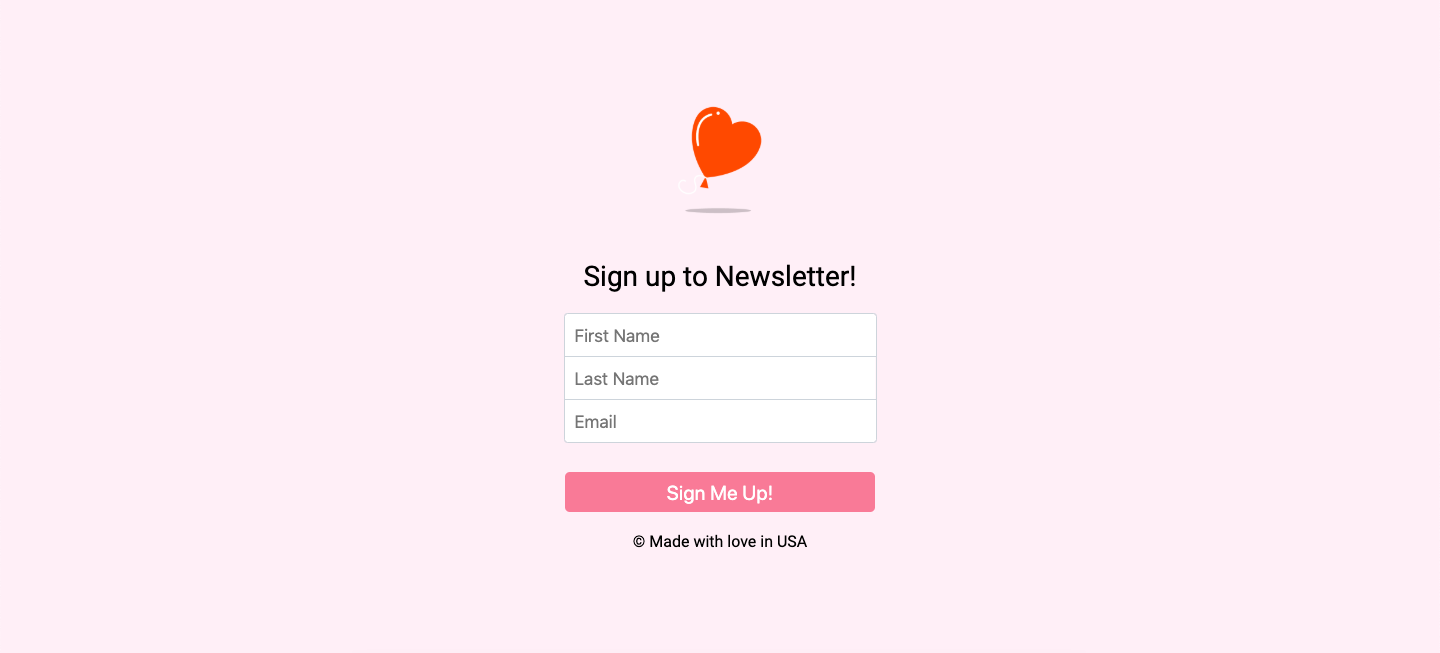 Sign up to Newsletter!
First Name
Last Name
Email
Sign Me Up!
© Made with love in USA